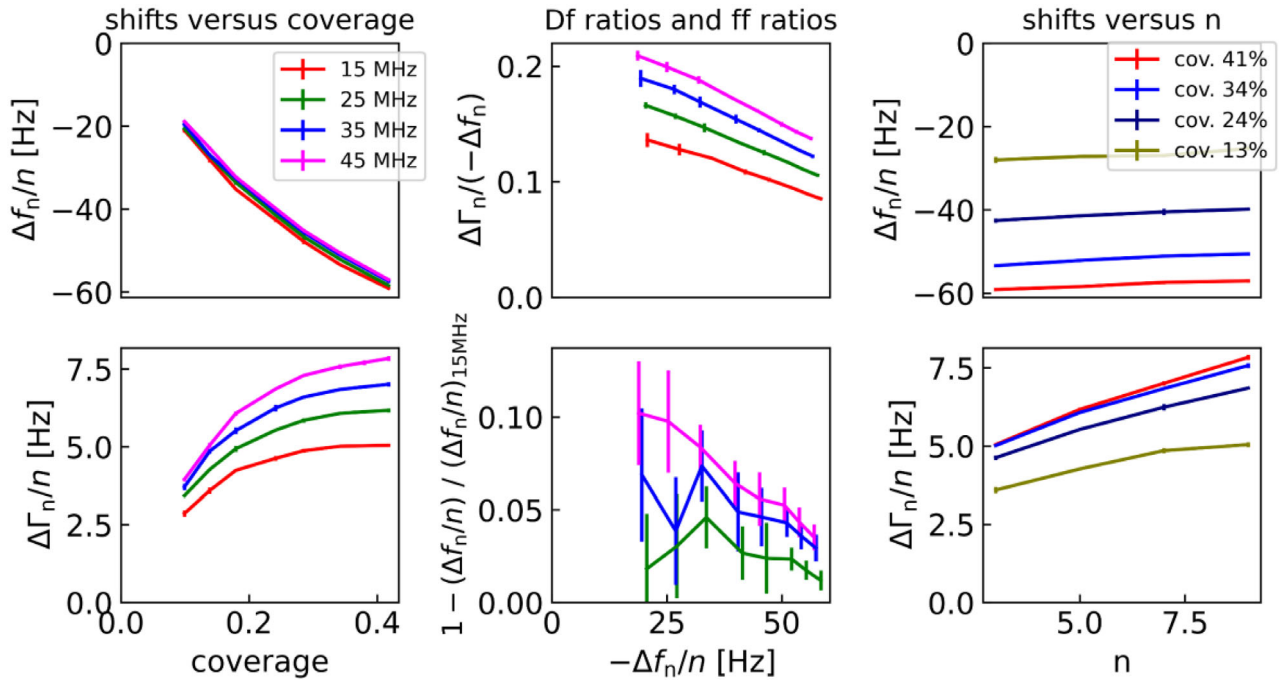 shifts versus coverage
0
−20
−40
−60
Δfₙ/n [Hz]
15 MHz
25 MHz
35 MHz
45 MHz
Df ratios and ff ratios
0.2
0.1
0.0
ΔΓₙ/(−Δfₙ)
shifts versus n
0
−20
−40
−60
Δfₙ/n [Hz]
cov. 41%
cov. 34%
cov. 24%
cov. 13%
7.5
5.0
2.5
0.0
ΔΓₙ/n [Hz]
0.0
0.2
0.4
coverage
0.10
0.05
0.00
1 − (Δfₙ/n) / (Δfₙ/n)₁₅MHz
0
25
50
−Δfₙ/n [Hz]
7.5
5.0
2.5
0.0
ΔΓₙ/n [Hz]
5.0
7.5
n